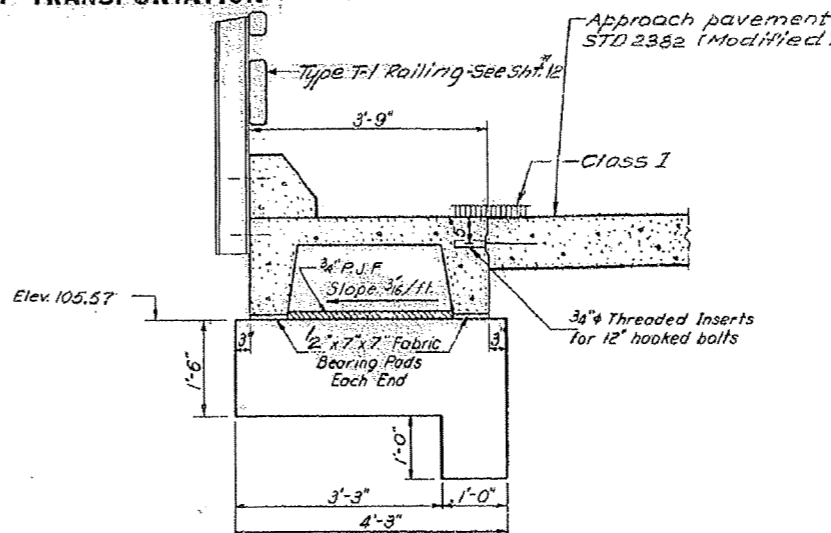 TRANSPORTATION
Approach pavement
STD 2382 (Modified
Type T-1 Railing-See Sht. #12
3'-9"
Class I
5"
3/4" P.J.F.
Slope 3/16"/ft.
Elev. 105.57
3/4"ϕ Threaded Inserts
for 12" hooked bolts
3"
1/2" x 7" x 7" Fabric
Bearing Pads
Each End
3"
1'-6"
1'-0"
3'-3"
1'-0"
4'-3"